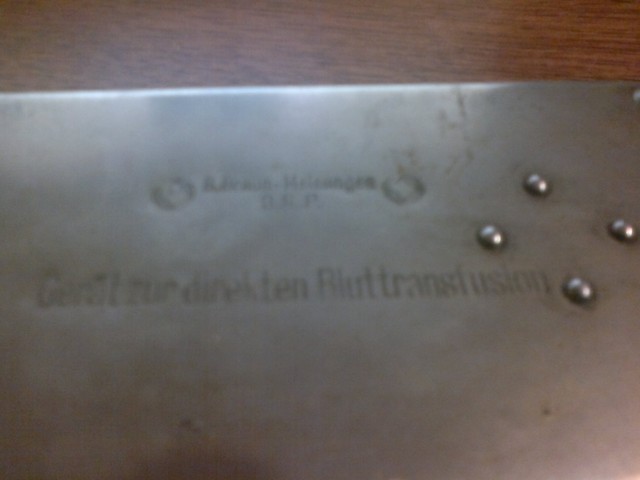 B.Braun-Melsungen
D.R.P.
Gerät zur direkten Bluttransfusion